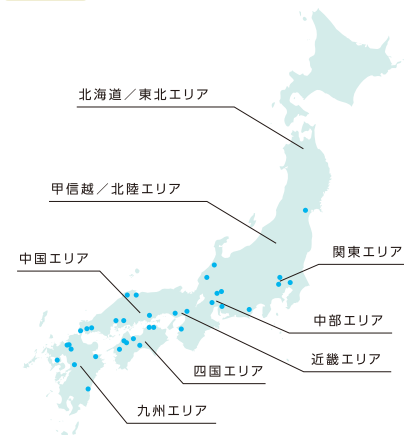 北海道／東北エリア
甲信越／北陸エリア
関東エリア
中国エリア
中部エリア
近畿エリア
四国エリア
九州エリア